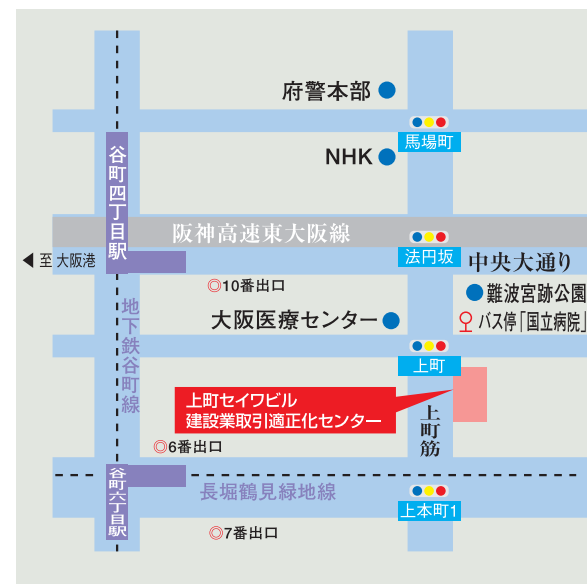 府警本部
馬場町
NHK
谷町四丁目駅
阪神高速東大阪線
至 大阪港
法円坂
中央大通り
◎10番出口
難波宮跡公園
地下鉄谷町線
大阪医療センター
バス停「国立病院」
上町
上町セイワビル
建設業取引適正化センター
上町筋
◎6番出口
谷町六丁目駅
長堀鶴見緑地線
上本町1
◎7番出口